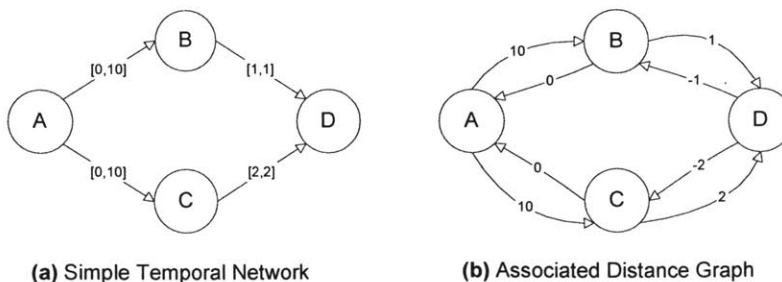 B
[0,10]
[1,1]
A
D
[0,10]
[2,2]
C
(a) Simple Temporal Network
B
10
1
0
-1
A
D
0
-2
10
C
2
(b) Associated Distance Graph